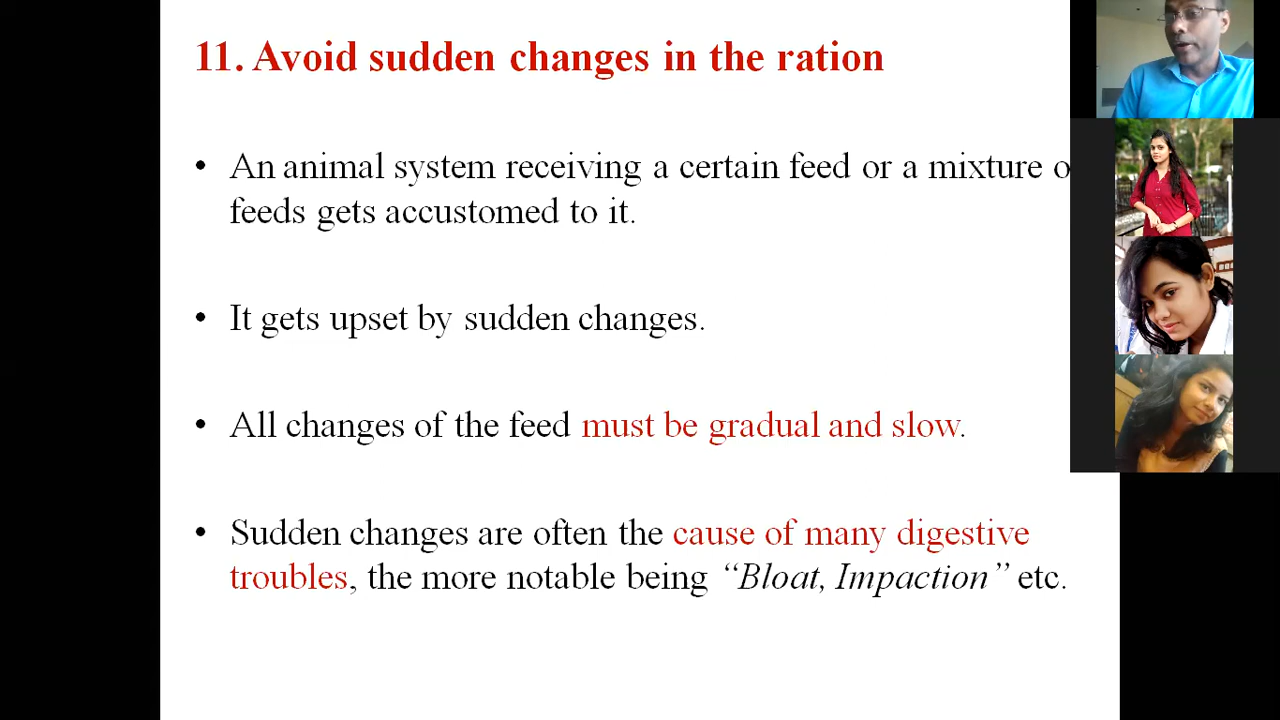 11. Avoid sudden changes in the ration
• An animal system receiving a certain feed or a mixture
feeds gets accustomed to it.
• It gets upset by sudden changes.
• All changes of the feed must be gradual and slow.
• Sudden changes are often the cause of many digestive
troubles, the more notable being “Bloat, Impaction” etc.